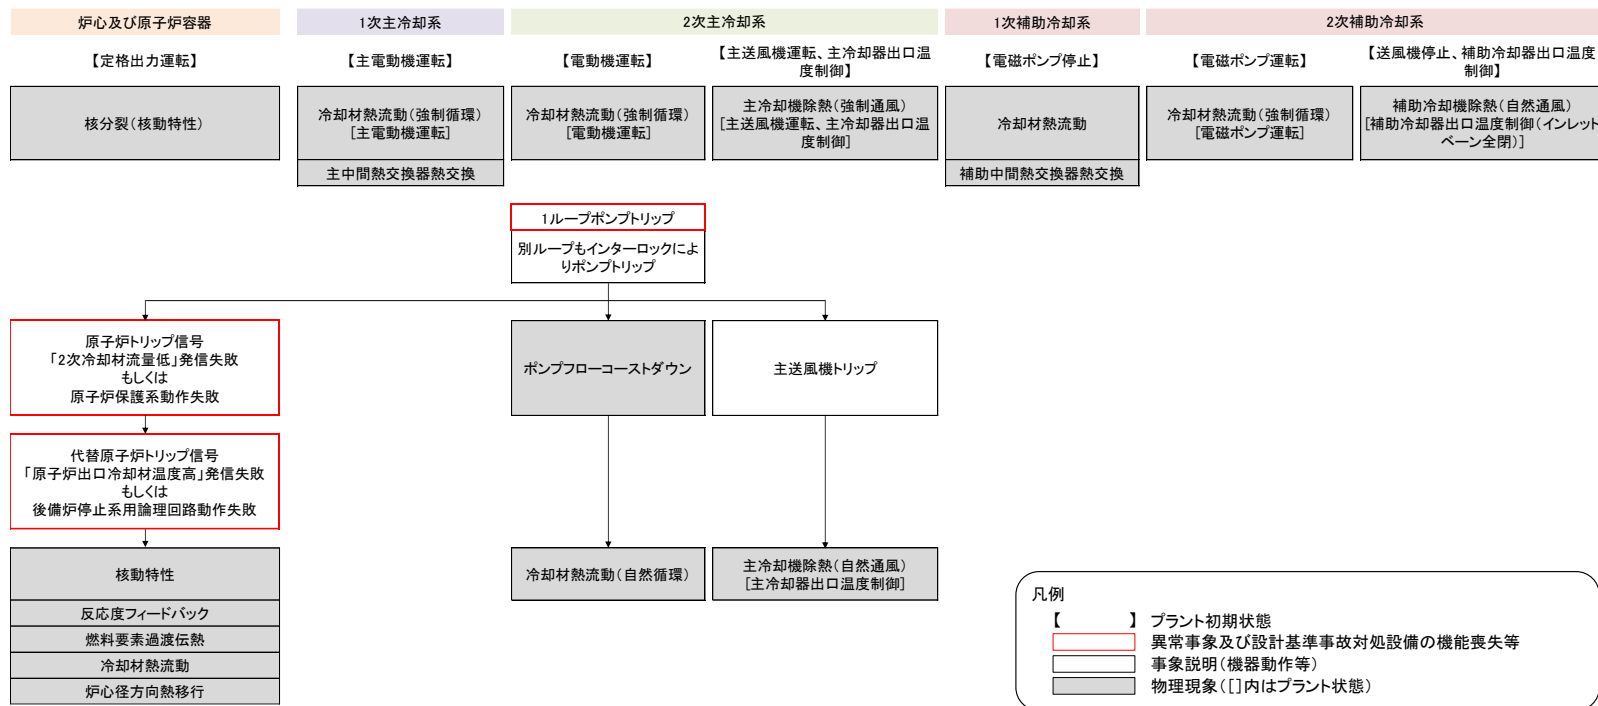 炉心及び原子炉容器
1次主冷却系
2次主冷却系
1次補助冷却系
2次補助冷却系
【定格出力運転】
【主電動機運転】
【電動機運転】
【主送風機運転、主冷却器出口温
度制御】
【電磁ポンプ停止】
【電磁ポンプ運転】
【送風機停止、補助冷却器出口温度
制御】
核分裂(核動特性)
冷却材熱流動(強制循環)
[主電動機運転]
冷却材熱流動(強制循環)
[電動機運転]
主冷却機除熱(強制通風)
[主送風機運転、主冷却器出口温
度制御]
冷却材熱流動
冷却材熱流動(強制循環)
[電磁ポンプ運転]
補助冷却機除熱(自然通風)
[補助冷却器出口温度制御(インレット
ベーン全閉)]
主中間熱交換器熱交換
補助中間熱交換器熱交換
1ループポンプトリップ
別ループもインターロックによ
りポンプトリップ
原子炉トリップ信号
「2次冷却材流量低」発信失敗
もしくは
原子炉保護系動作失敗
ポンプフローコーストダウン
主送風機トリップ
代替原子炉トリップ信号
「原子炉出口冷却材温度高」発信失敗
もしくは
後備炉停止系用論理回路動作失敗
核動特性
反応度フィードバック
燃料要素過渡伝熱
冷却材熱流動
炉心径方向熱移行
冷却材熱流動(自然循環)
主冷却機除熱(自然通風)
[主冷却器出口温度制御]
凡例
【 】 プラント初期状態
異常事象及び設計基準事故対処設備の機能喪失等
事象説明(機器動作等)
物理現象([]内はプラント状態)